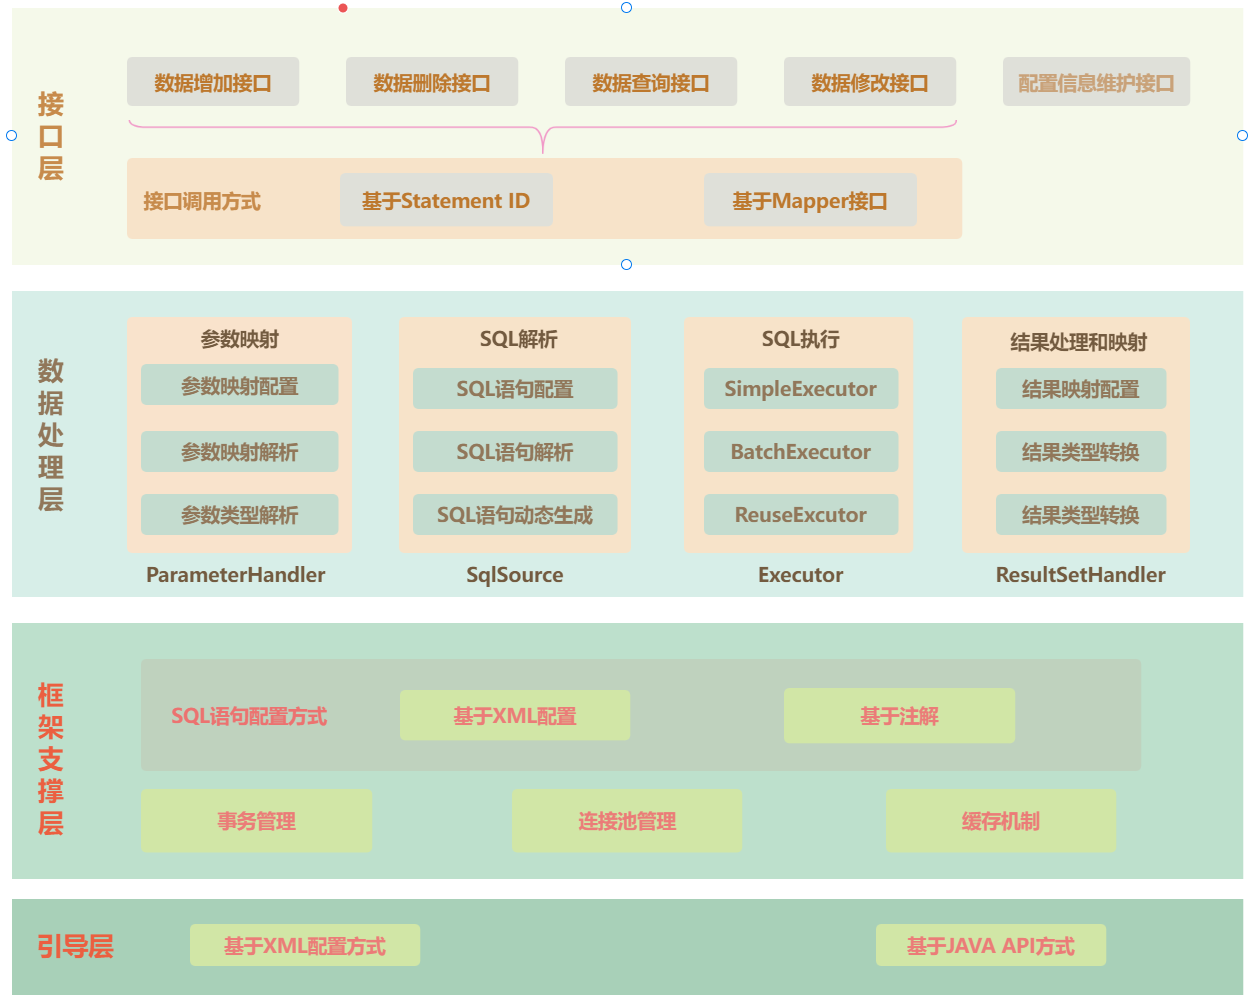 接口层
数据增加接口
数据删除接口
数据查询接口
数据修改接口
配置信息维护接口
接口调用方式
基于Statement ID
基于Mapper接口
数据处理层
参数映射
参数映射配置
参数映射解析
参数类型解析
ParameterHandler
SQL解析
SQL语句配置
SQL语句解析
SQL语句动态生成
SqlSource
SQL执行
SimpleExecutor
BatchExecutor
ReuseExcutor
Executor
结果处理和映射
结果映射配置
结果类型转换
结果类型转换
ResultSetHandler
框架支撑层
SQL语句配置方式
基于XML配置
基于注解
事务管理
连接池管理
缓存机制
引导层
基于XML配置方式
基于JAVA API方式